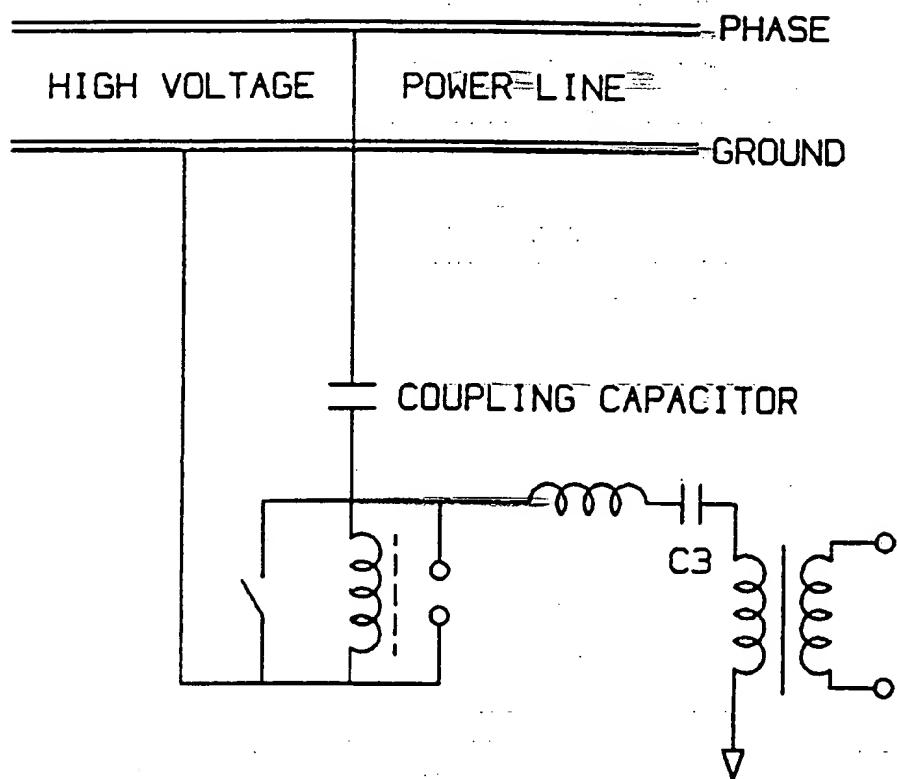 PHASE
HIGH VOLTAGE POWER LINE
GROUND
COUPLING CAPACITOR
C3